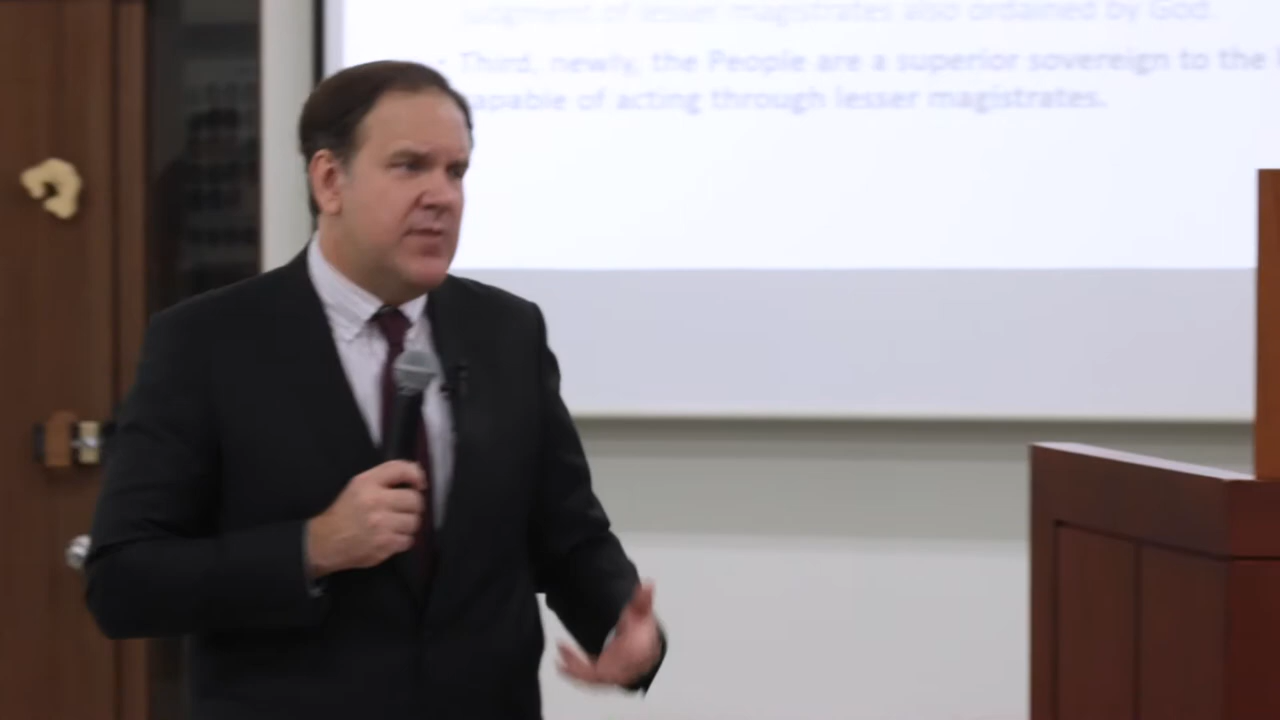 judgment of lesser magistrates also ordained by God.
Third, newly, the People are a superior sovereign to the
capable of acting through lesser magistrates.